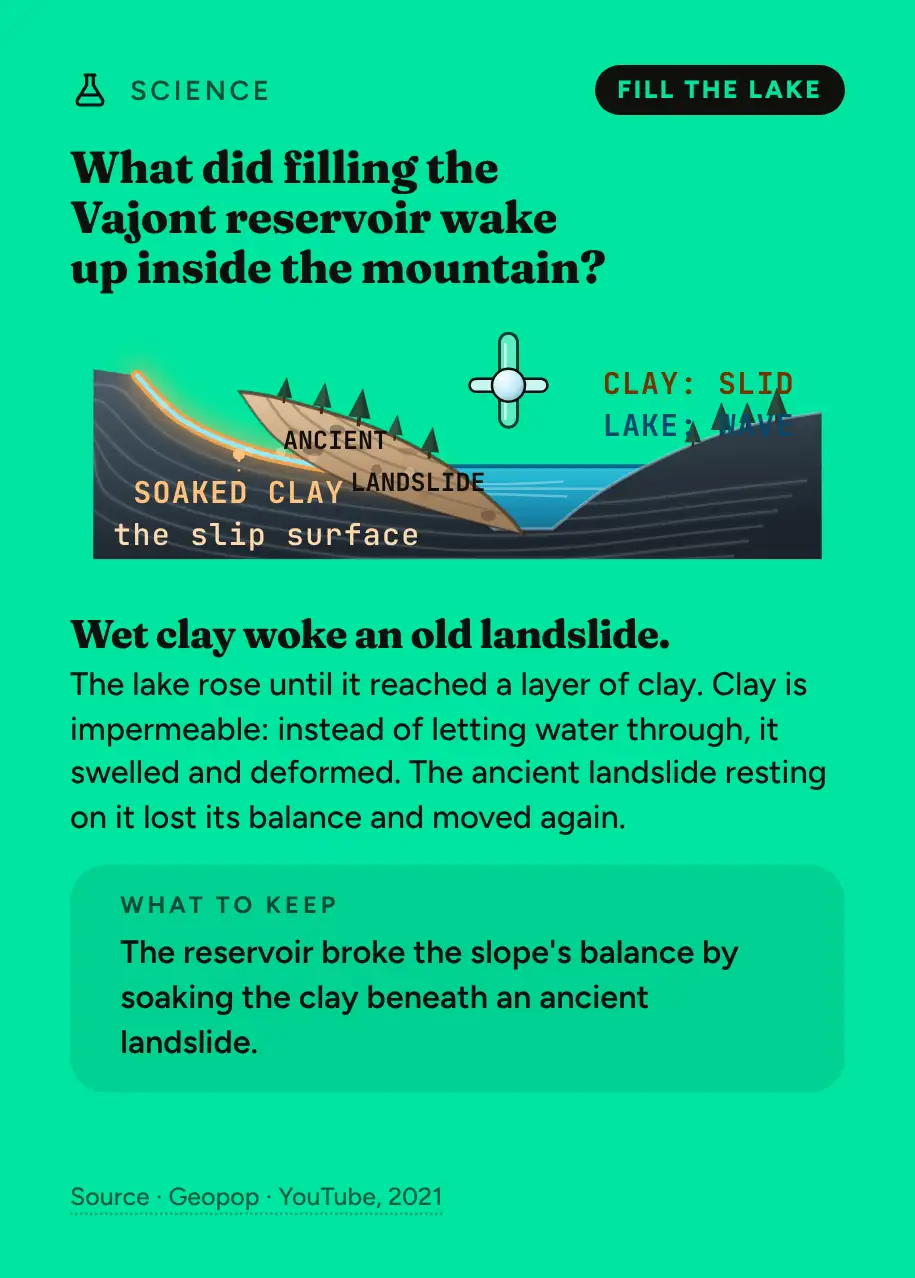 SCIENCE
FILL THE LAKE
What did filling the
Vajont reservoir wake
up inside the mountain?
CLAY: SLID
LAKE: WAVE
ANCIENT
LANDSLIDE
SOAKED CLAY
the slip surface
Wet clay woke an old landslide.
The lake rose until it reached a layer of clay. Clay is
impermeable: instead of letting water through, it
swelled and deformed. The ancient landslide resting
on it lost its balance and moved again.
WHAT TO KEEP
The reservoir broke the slope's balance by
soaking the clay beneath an ancient
landslide.
Source · Geopop · YouTube, 2021